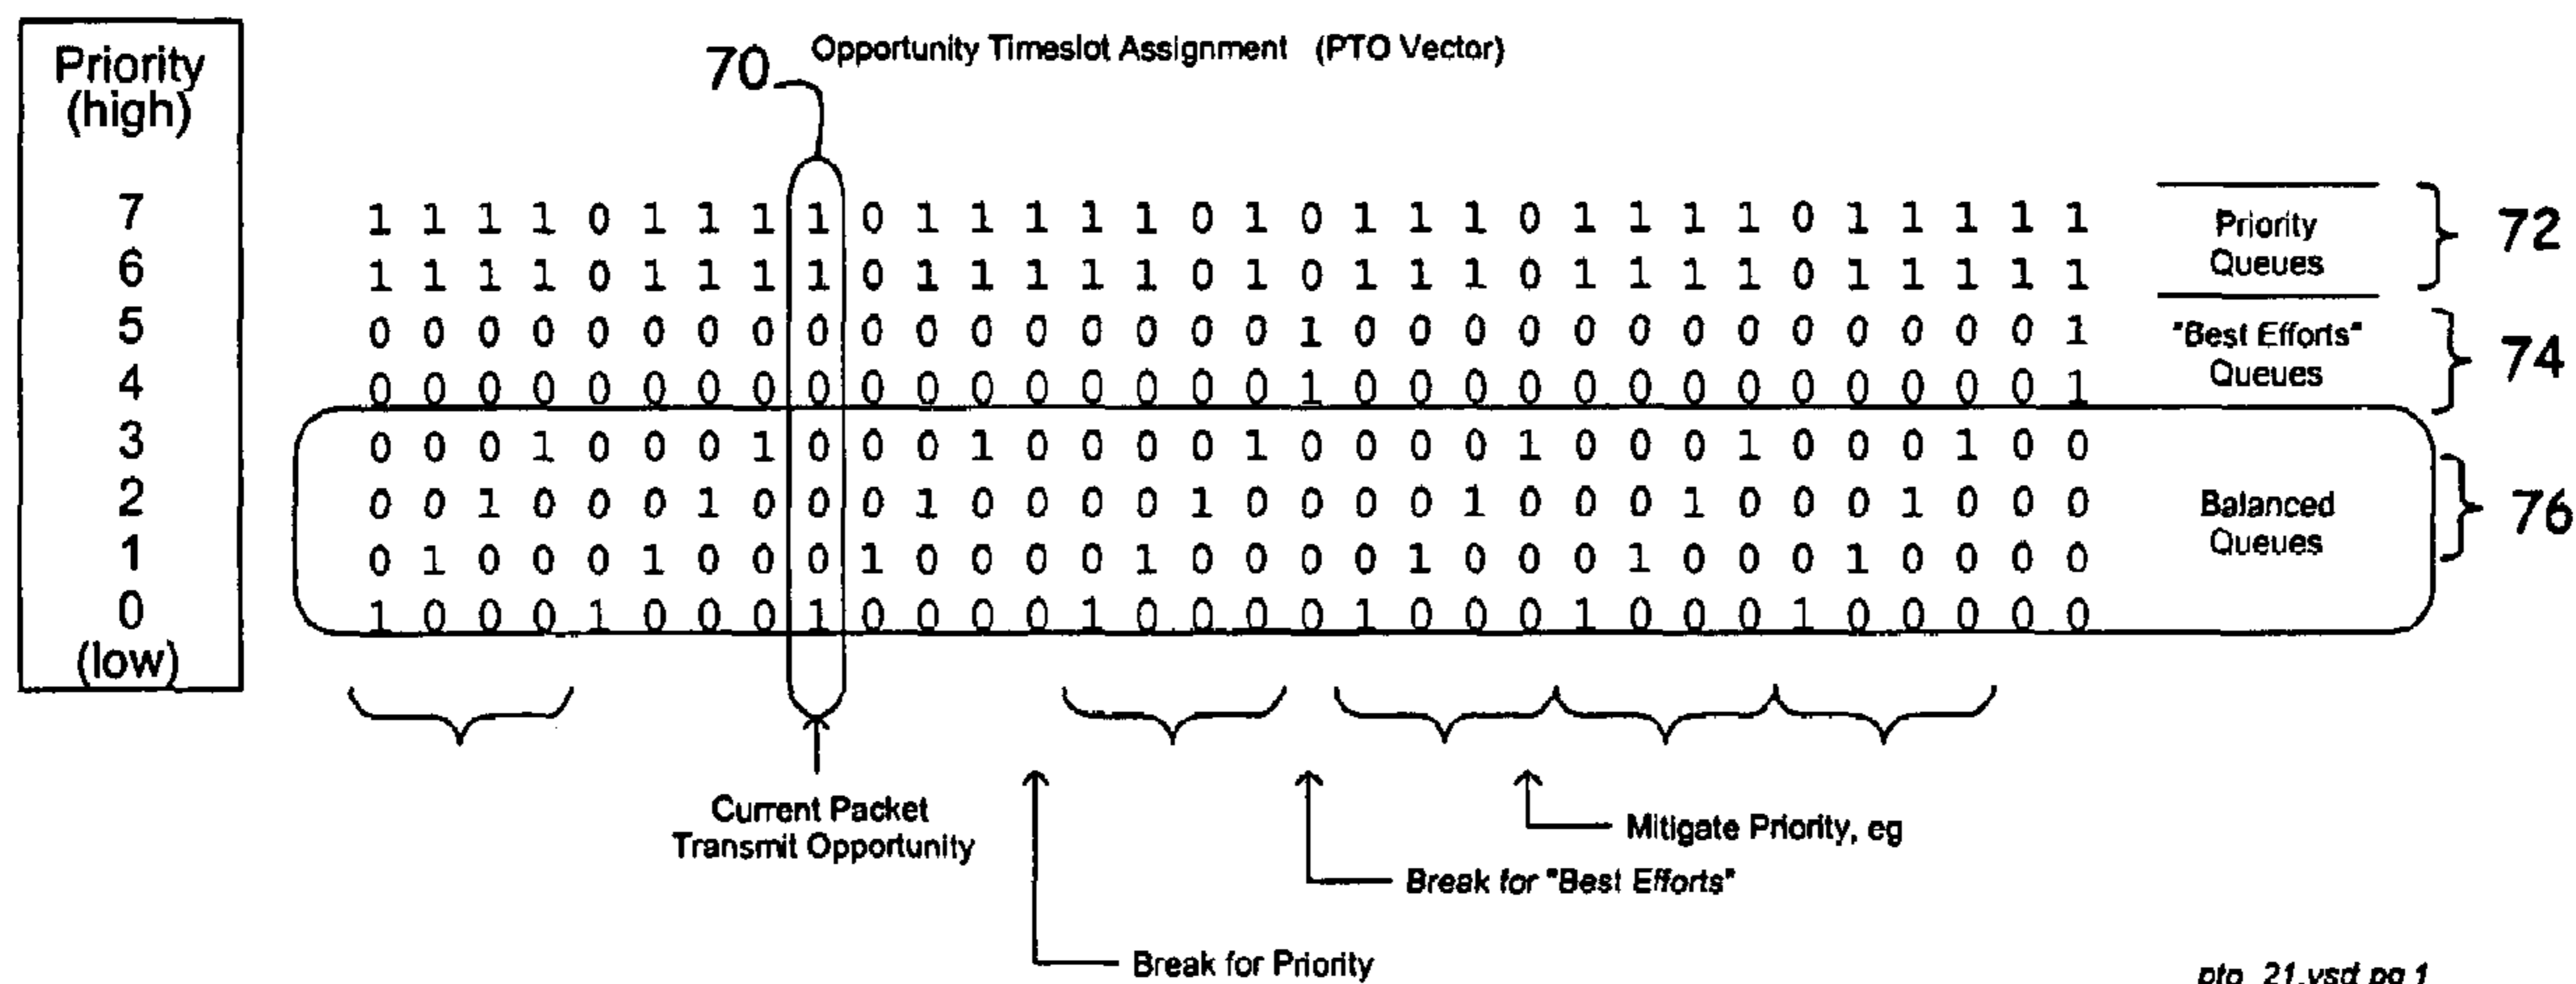 Priority
(high)
70 Opportunity Timeslot Assignment (PTO Vector)
7 1 1 1 1 0 1 1 1 1 0 1 1 1 1 1 0 1 0 1 1 1 0 1 1 1 1 0 1 1 1 1 1
6 1 1 1 1 0 1 1 1 1 0 1 1 1 1 1 0 1 0 1 1 1 0 1 1 1 1 0 1 1 1 1 1
Priority
Queues
72
5 0 0 0 0 0 0 0 0 0 0 0 0 0 0 0 0 0 1 0 0 0 0 0 0 0 0 0 0 0 0 0 1
4 0 0 0 0 0 0 0 0 0 0 0 0 0 0 0 0 0 1 0 0 0 0 0 0 0 0 0 0 0 0 0 1
"Best Efforts"
Queues
74
3 0 0 0 1 0 0 0 1 0 0 0 1 0 0 0 0 1 0 0 0 0 1 0 0 0 1 0 0 0 1 0 0
2 0 0 1 0 0 0 1 0 0 0 1 0 0 0 0 1 0 0 0 0 1 0 0 0 1 0 0 0 1 0 0 0
1 0 1 0 0 0 1 0 0 0 1 0 0 0 0 1 0 0 0 0 1 0 0 0 1 0 0 0 1 0 0 0 0
0 1 0 0 0 1 0 0 0 1 0 0 0 0 1 0 0 0 0 1 0 0 0 1 0 0 0 1 0 0 0 0 0
Balanced
Queues
76
(low)
Current Packet
Transmit Opportunity
Mitigate Priority, eg
Break for "Best Efforts"
Break for Priority
pto_21.vsd pg 1